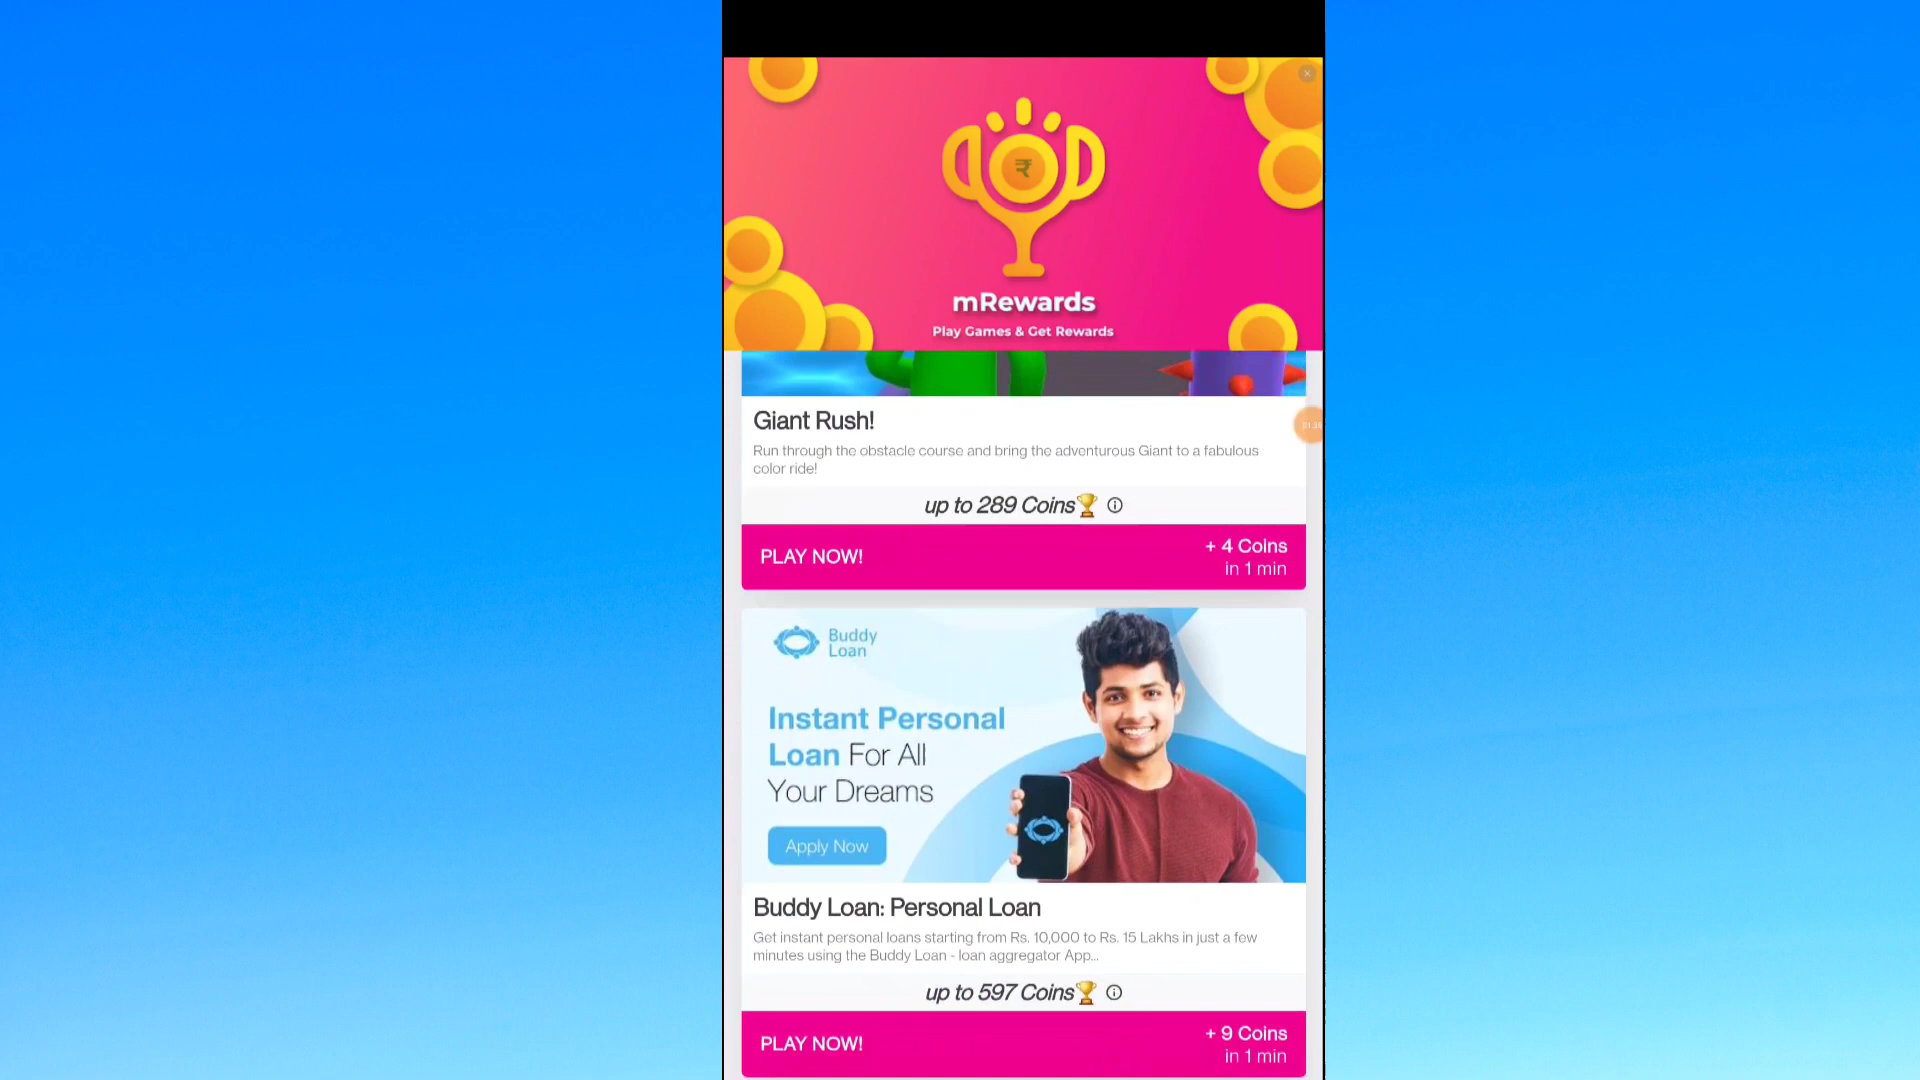 ₹
mRewards
Play Games & Get Rewards
Giant Rush!
Run through the obstacle course and bring the adventurous Giant to a fabulous
color ride!
up to 289 Coins🏆
PLAY NOW!
+ 4 Coins
in 1 min
Buddy
Loan
Instant Personal
Loan For All
Your Dreams
Apply Now
Buddy Loan: Personal Loan
Get instant personal loans starting from Rs. 10,000 to Rs. 15 Lakhs in just a few
minutes using the Buddy Loan - loan aggregator App...
up to 597 Coins🏆
PLAY NOW!
+ 9 Coins
in 1 min